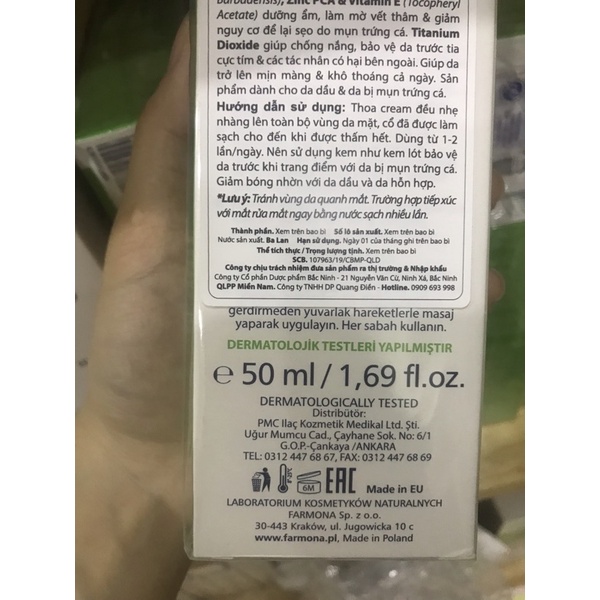 Barbadensis), Zinc PCA & Vitamin E (Tocopheryl
Acetate) dưỡng ẩm, làm mờ vết thâm & giảm
nguy cơ để lại sẹo do mụn trứng cá. Titanium
Dioxide giúp chống nắng, bảo vệ da trước tia
cực tím & các tác nhân có hại bên ngoài. Giúp da
trở lên mịn màng & khô thoáng cả ngày. Sản
phẩm dành cho da dầu & da bị mụn trứng cá.
Hướng dẫn sử dụng: Thoa cream đều nhẹ
nhàng lên toàn bộ vùng da mặt, cổ đã được làm
sạch cho đến khi được thấm hết. Dùng từ 1-2
lần/ngày. Nên sử dụng kem như kem lót bảo vệ
da trước khi trang điểm với da bị mụn trứng cá.
Giảm bóng nhờn với da dầu và da hỗn hợp.
*Lưu ý: Tránh vùng da quanh mắt. Trường hợp tiếp xúc
với mắt rửa mắt ngay bằng nước sạch nhiều lần.
Thành phần. Xem trên bao bì Số lô sản xuất. Xem trên bao bì
Nước sản xuất. Ba Lan Hạn sử dụng. Ngày 01 của tháng ghi trên bao bì
Thể tích thực / Trọng lượng tịnh. Xem trên bao bì
SCB. 107963/19/CBMP-QLD
Công ty chịu trách nhiệm đưa sản phẩm ra thị trường & Nhập khẩu
Công ty Cổ phần Dược phẩm Bắc Ninh - 21 Nguyễn Văn Cừ, Ninh Xá, Bắc Ninh
QLPP Miền Nam. Công ty TNHH DP Quang Điền - Hotline. 0909 693 998
gerdirmeden yuvarlak hareketlerle masaj
yaparak uygulayın. Her sabah kullanın.
DERMATOLOJİK TESTLERİ YAPILMIŞTIR
℮ 50 ml / 1,69 fl.oz.
DERMATOLOGICALLY TESTED
Distribütör:
PMC Ilaç Kozmetik Medikal Ltd. Şti.
Uğur Mumcu Cad., Çayhane Sok. No: 6/1
G.O.P.-Çankaya /ANKARA
TEL: 0312 447 68 67, FAX: 0312 447 68 69
6M EAC Made in EU
LABORATORIUM KOSMETYKÓW NATURALNYCH
FARMONA Sp. z o.o.
30-443 Kraków, ul. Jugowicka 10 c
www.farmona.pl, Made in Poland